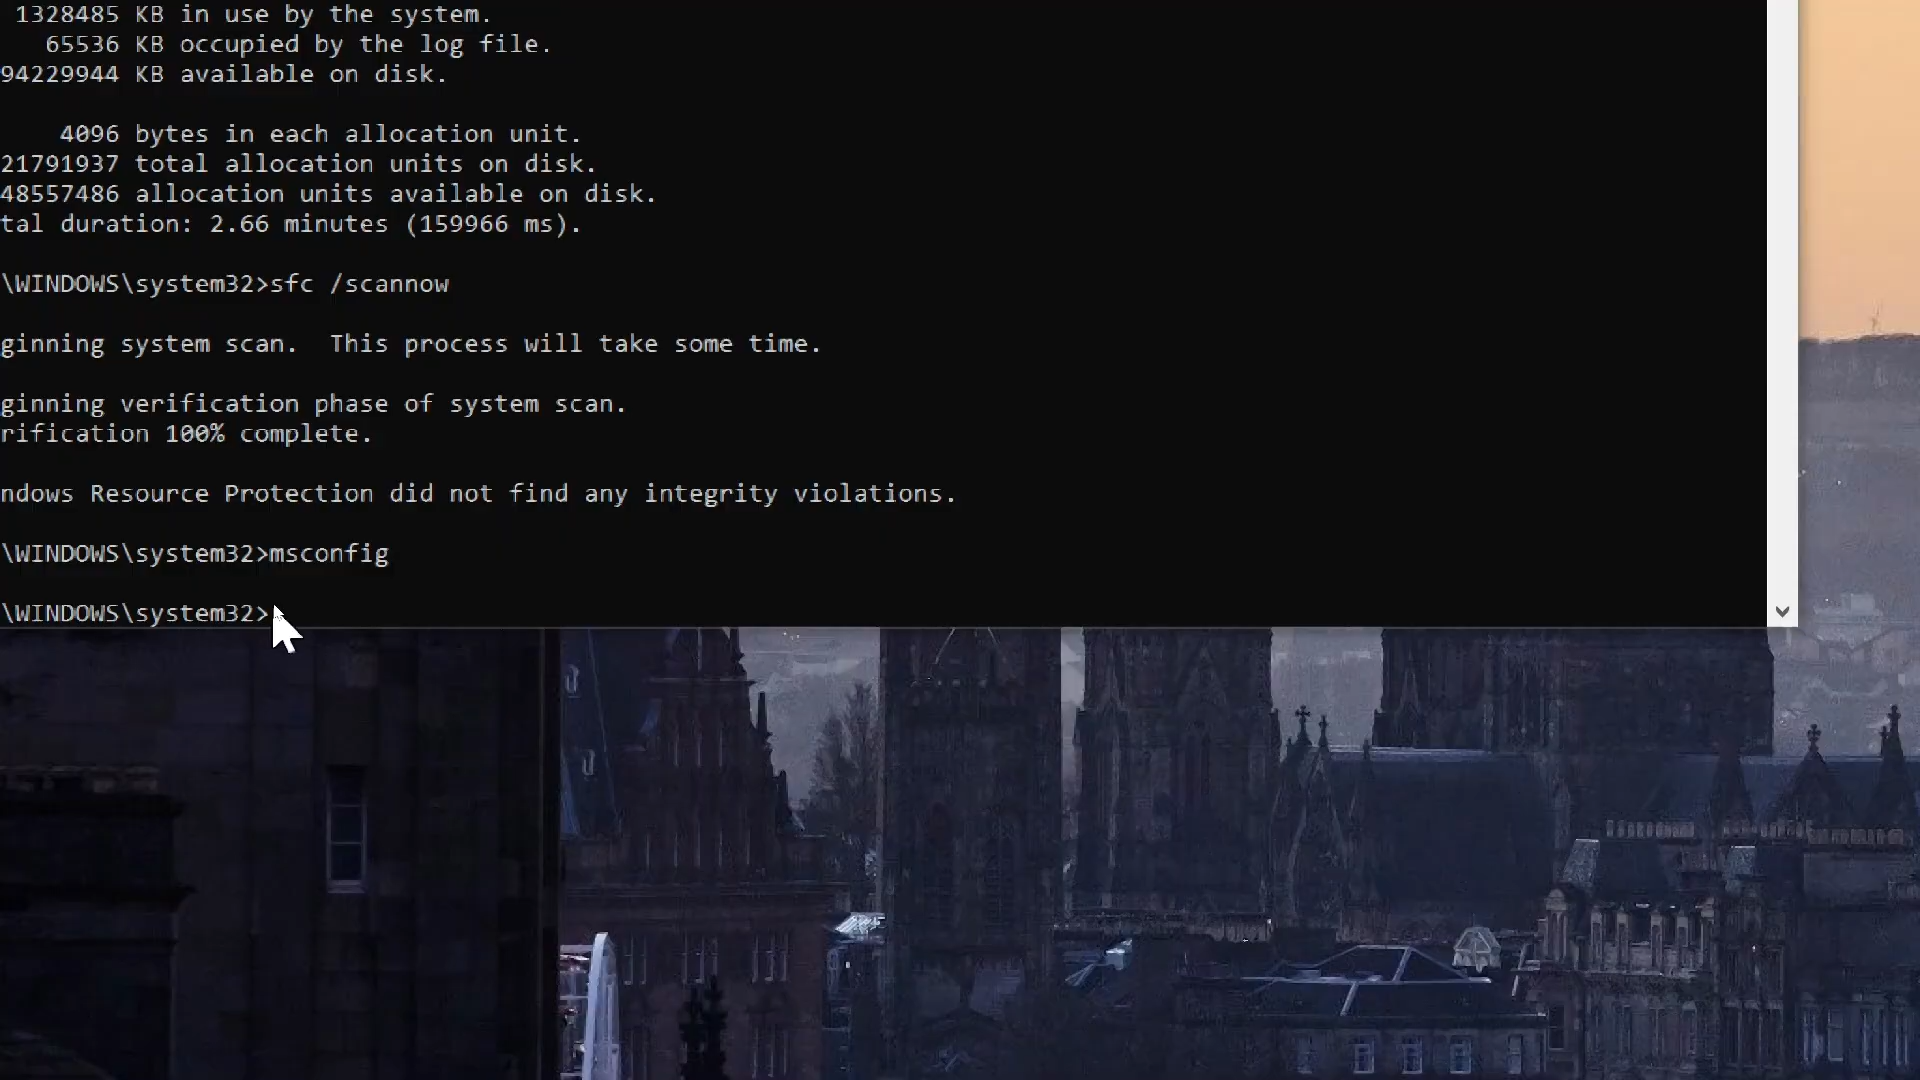 1328485 KB in use by the system.
65536 KB occupied by the log file.
94229944 KB available on disk.
4096 bytes in each allocation unit.
21791937 total allocation units on disk.
48557486 allocation units available on disk.
tal duration: 2.66 minutes (159966 ms).
\WINDOWS\system32>sfc /scannow
ginning system scan.  This process will take some time.
ginning verification phase of system scan.
rification 100% complete.
ndows Resource Protection did not find any integrity violations.
\WINDOWS\system32>msconfig
\WINDOWS\system32>